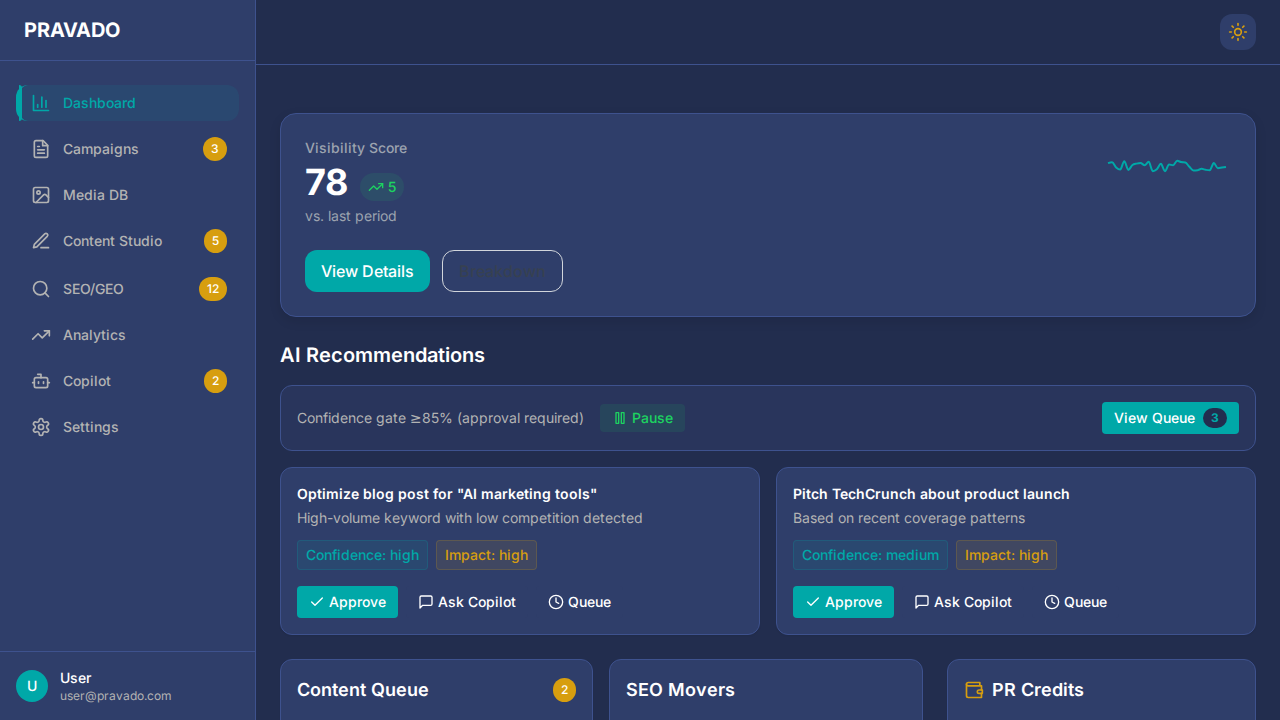 PRAVADO
Dashboard
Campaigns 3
Media DB
Content Studio 5
SEO/GEO 12
Analytics
Copilot 2
Settings
U
User
user@pravado.com
Visibility Score
78 5
vs. last period
View Details
AI Recommendations
Confidence gate ≥85% (approval required) Pause View Queue 3
Optimize blog post for "AI marketing tools"
High-volume keyword with low competition detected
Confidence: high Impact: high
Approve Ask Copilot Queue
Pitch TechCrunch about product launch
Based on recent coverage patterns
Confidence: medium Impact: high
Approve Ask Copilot Queue
Content Queue 2
SEO Movers
PR Credits